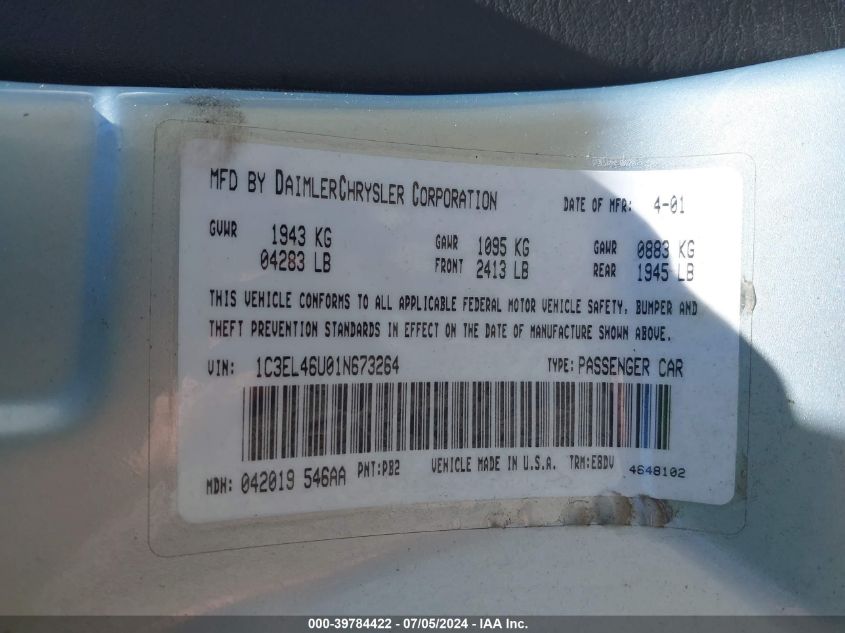 MFD BY DAIMLERCHRYSLER CORPORATION DATE OF MFR: 4-01
GVWR 1943 KG GAWR 1095 KG GAWR 0883 KG
04283 LB FRONT 2413 LB REAR 1945 LB
THIS VEHICLE CONFORMS TO ALL APPLICABLE FEDERAL MOTOR VEHICLE SAFETY, BUMPER AND
THEFT PREVENTION STANDARDS IN EFFECT ON THE DATE OF MANUFACTURE SHOWN ABOVE.
VIN: 1C3EL46U01N673264 TYPE: PASSENGER CAR
MDH: 042019 546AA PNT:PB2 VEHICLE MADE IN U.S.A. TRM:E8DV 4648102
000-39784422 / 07/05/2024 - IAA Inc.